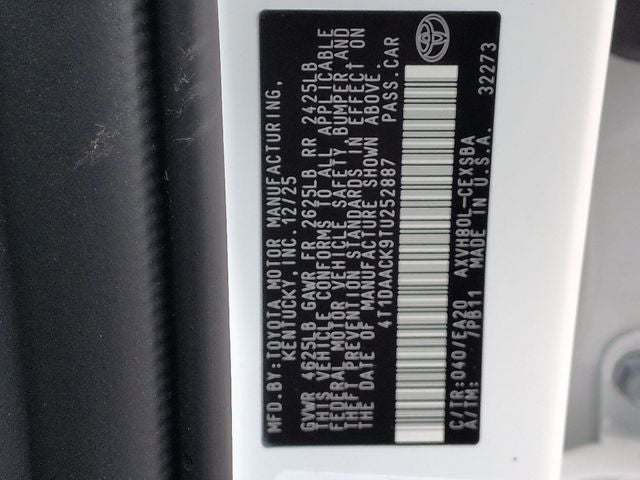 MFD.BY:TOYOTA MOTOR MANUFACTURING,
KENTUCKY, INC. 12/25
GVWR 4625LB GAWR FR 2625LB RR 2425LB
THIS VEHICLE CONFORMS TO ALL APPLICABLE
FEDERAL MOTOR VEHICLE SAFETY, BUMPER, AND
THEFT PREVENTION STANDARDS IN EFFECT ON
THE DATE OF MANUFACTURE SHOWN ABOVE.
4T1DAACK9TU252887 PASS.CAR
C/TR:040/EA20 AXVH80L-CEXSBA
A/TM: 7PB11 MADE IN U.S.A. 32273